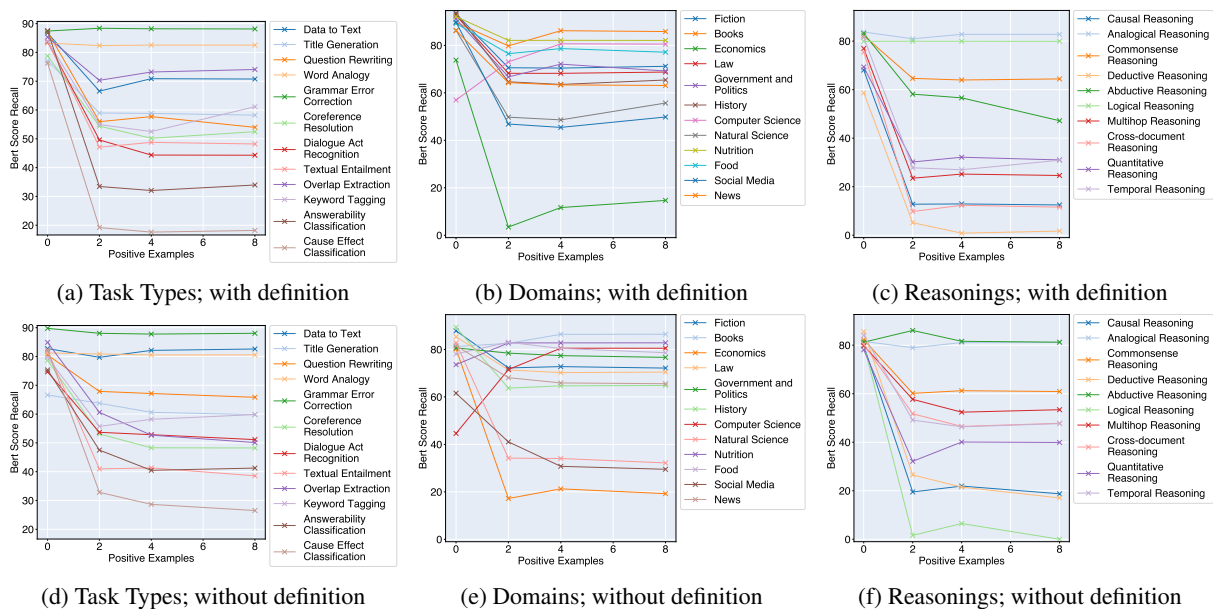 90
80
70
60
50
40
30
20
0
2
4
6
8
Bert Score Recall
Positive Examples
Data to Text
Title Generation
Question Rewriting
Word Analogy
Grammar Error
Correction
Coreference
Resolution
Dialogue Act
Recognition
Textual Entailment
Overlap Extraction
Keyword Tagging
Answerability
Classification
Cause Effect
Classification
(a) Task Types; with definition
80
60
40
20
0
0
2
4
6
8
Bert Score Recall
Positive Examples
Fiction
Books
Economics
Law
Government and
Politics
History
Computer Science
Natural Science
Nutrition
Food
Social Media
News
(b) Domains; with definition
80
60
40
20
0
0
2
4
6
8
Bert Score Recall
Positive Examples
Causal Reasoning
Analogical Reasoning
Commonsense
Reasoning
Deductive Reasoning
Abductive Reasoning
Logical Reasoning
Multihop Reasoning
Cross-document
Reasoning
Quantitative
Reasoning
Temporal Reasoning
(c) Reasonings; with definition
90
80
70
60
50
40
30
20
0
2
4
6
8
Bert Score Recall
Positive Examples
Data to Text
Title Generation
Question Rewriting
Word Analogy
Grammar Error
Correction
Coreference
Resolution
Dialogue Act
Recognition
Textual Entailment
Overlap Extraction
Keyword Tagging
Answerability
Classification
Cause Effect
Classification
(d) Task Types; without definition
80
60
40
20
0
0
2
4
6
8
Bert Score Recall
Positive Examples
Fiction
Books
Economics
Law
Government and
Politics
History
Computer Science
Natural Science
Nutrition
Food
Social Media
News
(e) Domains; without definition
80
60
40
20
0
0
2
4
6
8
Bert Score Recall
Positive Examples
Causal Reasoning
Analogical Reasoning
Commonsense
Reasoning
Deductive Reasoning
Abductive Reasoning
Logical Reasoning
Multihop Reasoning
Cross-document
Reasoning
Quantitative
Reasoning
Temporal Reasoning
(f) Reasonings; without definition